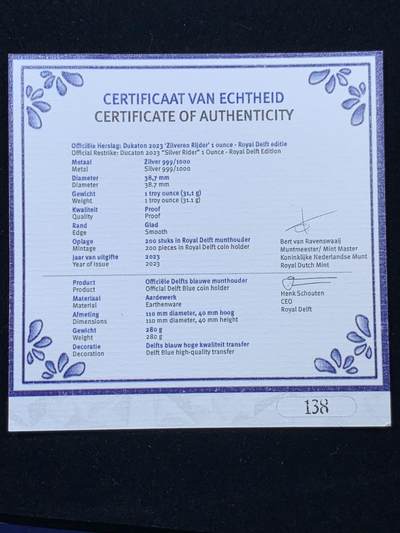 CERTIFICAAT VAN ECHTHEID
CERTIFICATE OF AUTHENTICITY
Officiële Herslag: Dukaton 2023 'Zilveren Rijder' 1 ounce - Royal Delft editie
Official Restrike: Ducaton 2023 "Silver Rider" 1 Ounce - Royal Delft Edition
Metaal Zilver 999/1000
Metal Silver 999/1000
Diameter 38,7 mm
Diameter 38.7 mm
Gewicht 1 troy ounce (31,1 g)
Weight 1 troy ounce (31.1 g)
Kwaliteit Proof
Quality Proof
Rand Glad
Edge Smooth
Oplage 200 stuks in Royal Delft munthouder
Mintage 200 pieces in Royal Delft coin holder
Jaar van uitgifte 2023
Year of Issue 2023
Bert van Ravenswaaij
Muntmeester/ Mint Master
Koninklijke Nederlandse Munt
Royal Dutch Mint
Product Officiële Delfts blauwe munthouder
Product Official Delft Blue coin holder
Materiaal Aardewerk
Material Earthenware
Afmeting 110 mm diameter, 40 mm hoog
Dimensions 110 mm diameter, 40 mm height
Gewicht 280 g
Weight 280 g
Decoratie Delfts blauw hoge kwaliteit transfer
Decoration Delft Blue high-quality transfer
Henk Schouten
CEO
Royal Delft
138